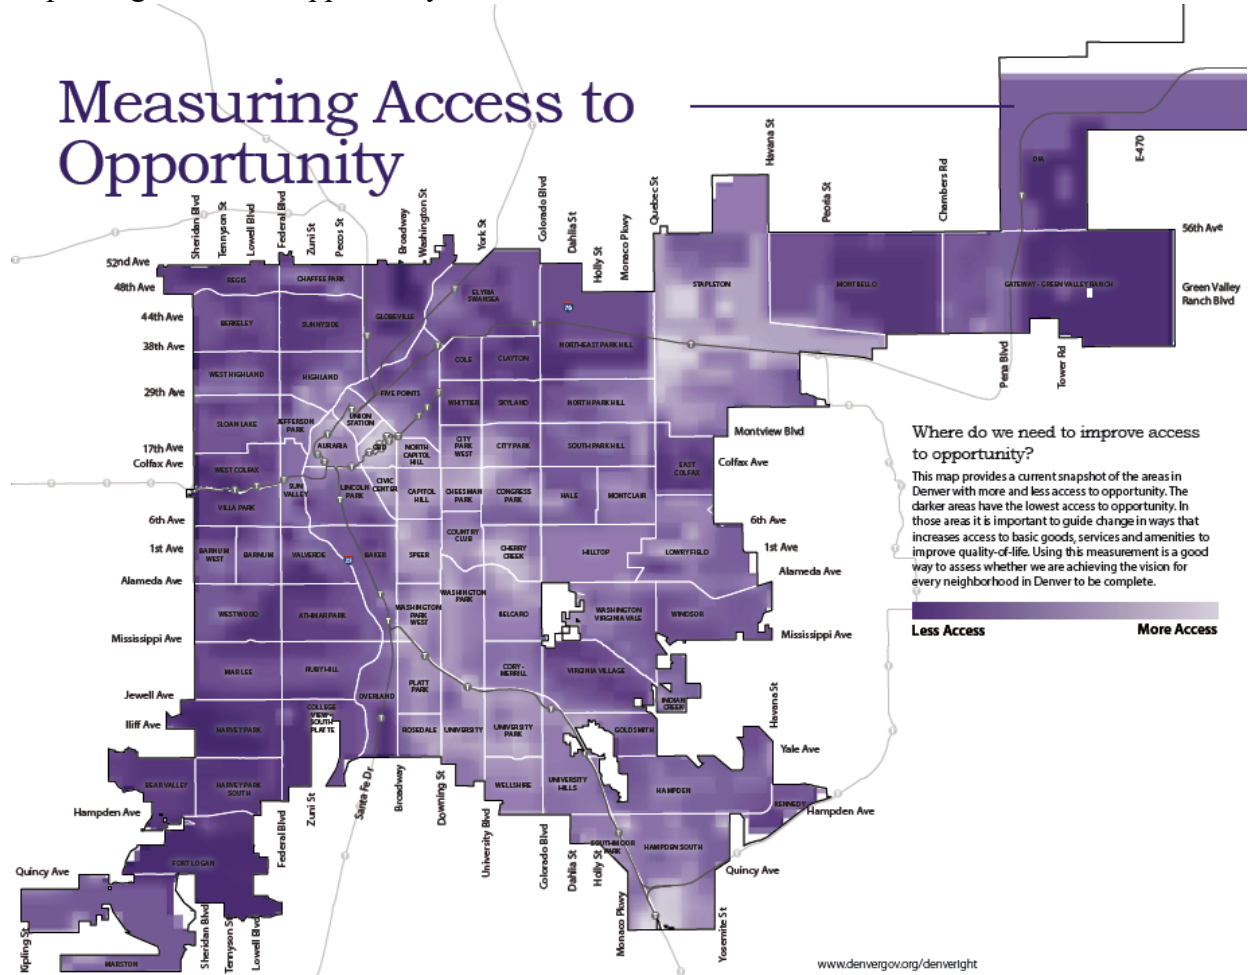 Measuring Access to
Opportunity
Sheridan Blvd
Tennyson St
Lowell Blvd
Federal Blvd
Zuni St
Pecos St
Broadway
Washington St
York St
Colorado Blvd
Dahlia St
Holly St
Monaco Pkwy
Quebec St
Havana St
Peoria St
Chambers Rd
E-470
DIA
56th Ave
Green Valley
Ranch Blvd
52nd Ave
48th Ave
44th Ave
38th Ave
29th Ave
17th Ave
Colfax Ave
6th Ave
1st Ave
Alameda Ave
Mississippi Ave
Jewell Ave
Iliff Ave
Hampden Ave
Quincy Ave
REGIS
CHAFFEE PARK
BERKELEY
SUNNYSIDE
GLOBEVILLE
ELYRIA
SWANSEA
70
STAPLETON
MONTBELLO
GATEWAY - GREEN VALLEY RANCH
Pena Blvd
Tower Rd
WEST HIGHLAND
HIGHLAND
COLE
CLAYTON
NORTHEAST PARK HILL
FIVE POINTS
WHITTIER
SKYLAND
NORTH PARK HILL
SLOAN LAKE
JEFFERSON
PARK
UNION
STATION
AURARIA
CBD
NORTH
CAPITOL
HILL
CITY
PARK
WEST
CITY PARK
SOUTH PARK HILL
EAST
COLFAX
Montview Blvd
Colfax Ave
WEST COLFAX
SUN
VALLEY
LINCOLN
PARK
CIVIC
CENTER
CAPITOL
HILL
CHEESMAN
PARK
CONGRESS
PARK
HALE
MONTCLAIR
VILLA PARK
6th Ave
1st Ave
Alameda Ave
BARNUM
WEST
BARNUM
VALVERDE
25
BAKER
SPEER
COUNTRY
CLUB
CHERRY
CREEK
HILLTOP
LOWRY FIELD
WESTWOOD
ATHMAR PARK
WASHINGTON
PARK
WEST
WASHINGTON
PARK
BELCARO
WASHINGTON
VIRGINIA VALE
WINDSOR
Mississippi Ave
MAR LEE
RUBY HILL
OVERLAND
PLATT
PARK
CORY -
MERRILL
VIRGINIA VILLAGE
INDIAN
CREEK
Havana St
HARVEY PARK
COLLEGE
VIEW -
SOUTH
PLATTE
ROSEDALE
UNIVERSITY
UNIVERSITY
PARK
GOLDSMITH
Yale Ave
BEAR VALLEY
HARVEY PARK
SOUTH
WELLSHIRE
UNIVERSITY
HILLS
HAMPDEN
KENNEDY
Hampden Ave
FORT LOGAN
SOUTHMOOR
PARK
HAMPDEN SOUTH
Quincy Ave
MARSTON
Kipling St
Sheridan Blvd
Tennyson St
Lowell Blvd
Federal Blvd
Zuni St
Santa Fe Dr
Broadway
Downing St
University Blvd
Colorado Blvd
Dahlia St
Holly St
Monaco Pkwy
Yosemite St
Where do we need to improve access
to opportunity?
This map provides a current snapshot of the areas in
Denver with more and less access to opportunity. The
darker areas have the lowest access to opportunity. In
those areas it is important to guide change in ways that
increases access to basic goods, services and amenities to
improve quality-of-life. Using this measurement is a good
way to assess whether we are achieving the vision for
every neighborhood in Denver to be complete.
Less Access
More Access
www.denvergov.org/denveright